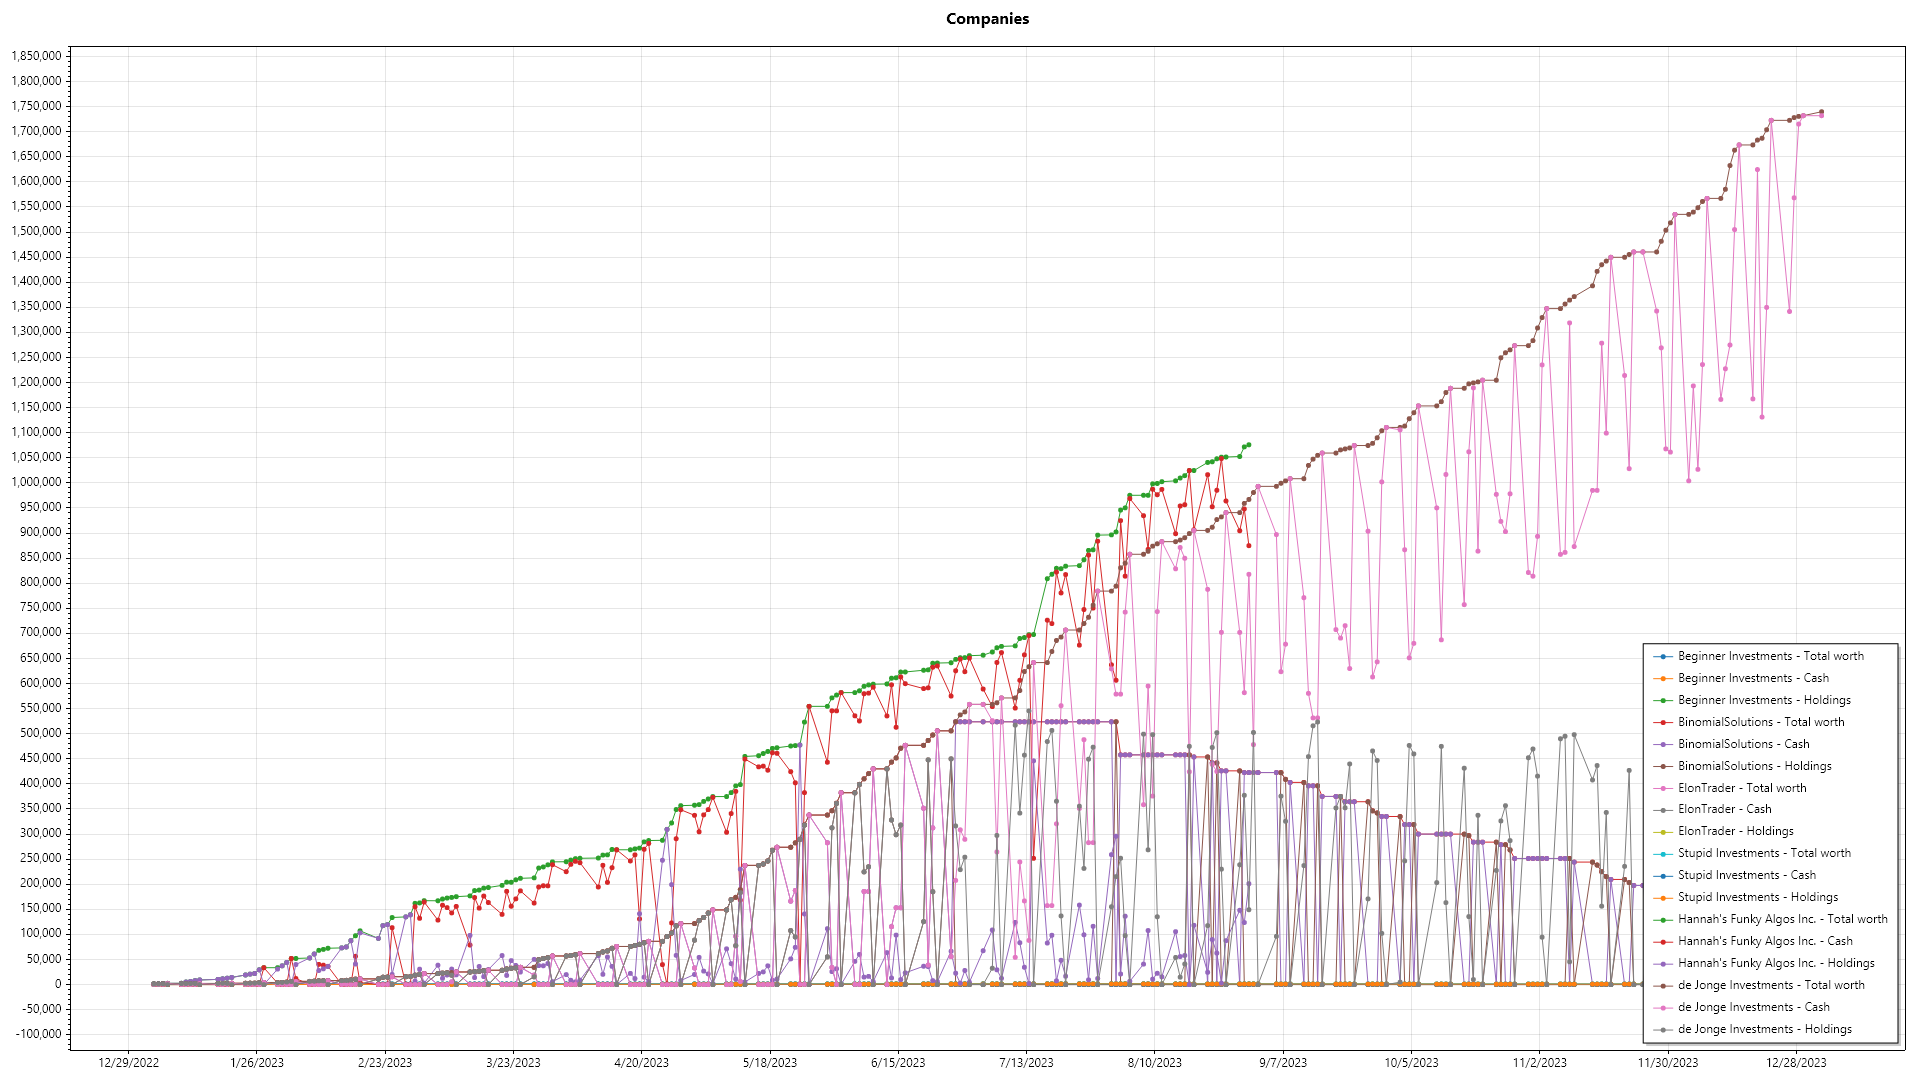 Companies
1,850,000
1,800,000
1,750,000
1,700,000
1,650,000
1,600,000
1,550,000
1,500,000
1,450,000
1,400,000
1,350,000
1,300,000
1,250,000
1,200,000
1,150,000
1,100,000
1,050,000
1,000,000
950,000
900,000
850,000
800,000
750,000
700,000
650,000
600,000
550,000
500,000
450,000
400,000
350,000
300,000
250,000
200,000
150,000
100,000
50,000
0
-50,000
-100,000
12/29/2022 1/26/2023 2/23/2023 3/23/2023 4/20/2023 5/18/2023 6/15/2023 7/13/2023 8/10/2023 9/7/2023 10/5/2023 11/2/2023 11/30/2023 12/28/2023
Beginner Investments - Total worth
Beginner Investments - Cash
Beginner Investments - Holdings
BinomialSolutions - Total worth
BinomialSolutions - Cash
BinomialSolutions - Holdings
ElonTrader - Total worth
ElonTrader - Cash
ElonTrader - Holdings
Stupid Investments - Total worth
Stupid Investments - Cash
Stupid Investments - Holdings
Hannah's Funky Algos Inc. - Total worth
Hannah's Funky Algos Inc. - Cash
Hannah's Funky Algos Inc. - Holdings
de Jonge Investments - Total worth
de Jonge Investments - Cash
de Jonge Investments - Holdings